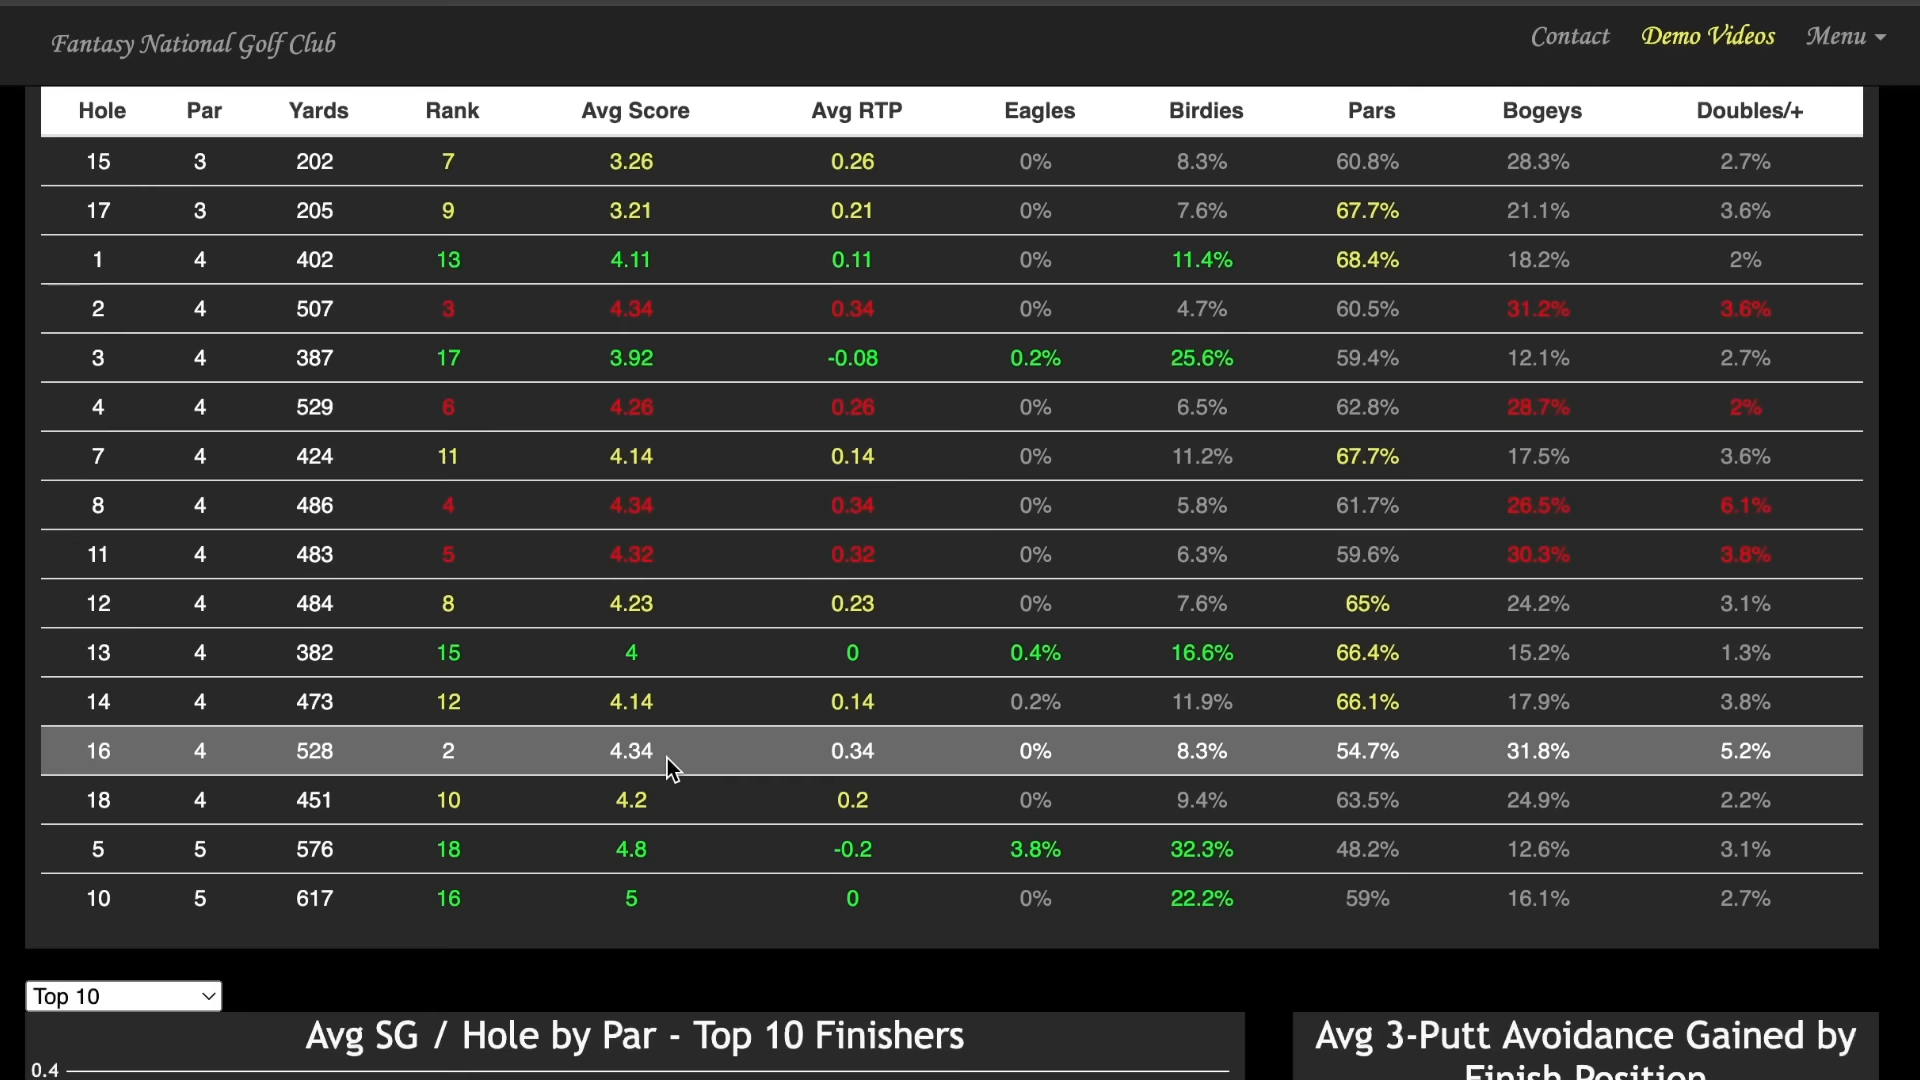 Fantasy National Golf Club
Contact Demo Videos Menu
Hole Par Yards Rank Avg Score Avg RTP Eagles Birdies Pars Bogeys Doubles/+
15 3 202 7 3.26 0.26 0% 8.3% 60.8% 28.3% 2.7%
17 3 205 9 3.21 0.21 0% 7.6% 67.7% 21.1% 3.6%
1 4 402 13 4.11 0.11 0% 11.4% 68.4% 18.2% 2%
2 4 507 3 4.34 0.34 0% 4.7% 60.5% 31.2% 3.6%
3 4 387 17 3.92 -0.08 0.2% 25.6% 59.4% 12.1% 2.7%
4 4 529 6 4.26 0.26 0% 6.5% 62.8% 28.7% 2%
7 4 424 11 4.14 0.14 0% 11.2% 67.7% 17.5% 3.6%
8 4 486 4 4.34 0.34 0% 5.8% 61.7% 26.5% 6.1%
11 4 483 5 4.32 0.32 0% 6.3% 59.6% 30.3% 3.8%
12 4 484 8 4.23 0.23 0% 7.6% 65% 24.2% 3.1%
13 4 382 15 4 0 0.4% 16.6% 66.4% 15.2% 1.3%
14 4 473 12 4.14 0.14 0.2% 11.9% 66.1% 17.9% 3.8%
16 4 528 2 4.34 0.34 0% 8.3% 54.7% 31.8% 5.2%
18 4 451 10 4.2 0.2 0% 9.4% 63.5% 24.9% 2.2%
5 5 576 18 4.8 -0.2 3.8% 32.3% 48.2% 12.6% 3.1%
10 5 617 16 5 0 0% 22.2% 59% 16.1% 2.7%
Top 10
Avg SG / Hole by Par - Top 10 Finishers
0.4
Avg 3-Putt Avoidance Gained by
Finish Position